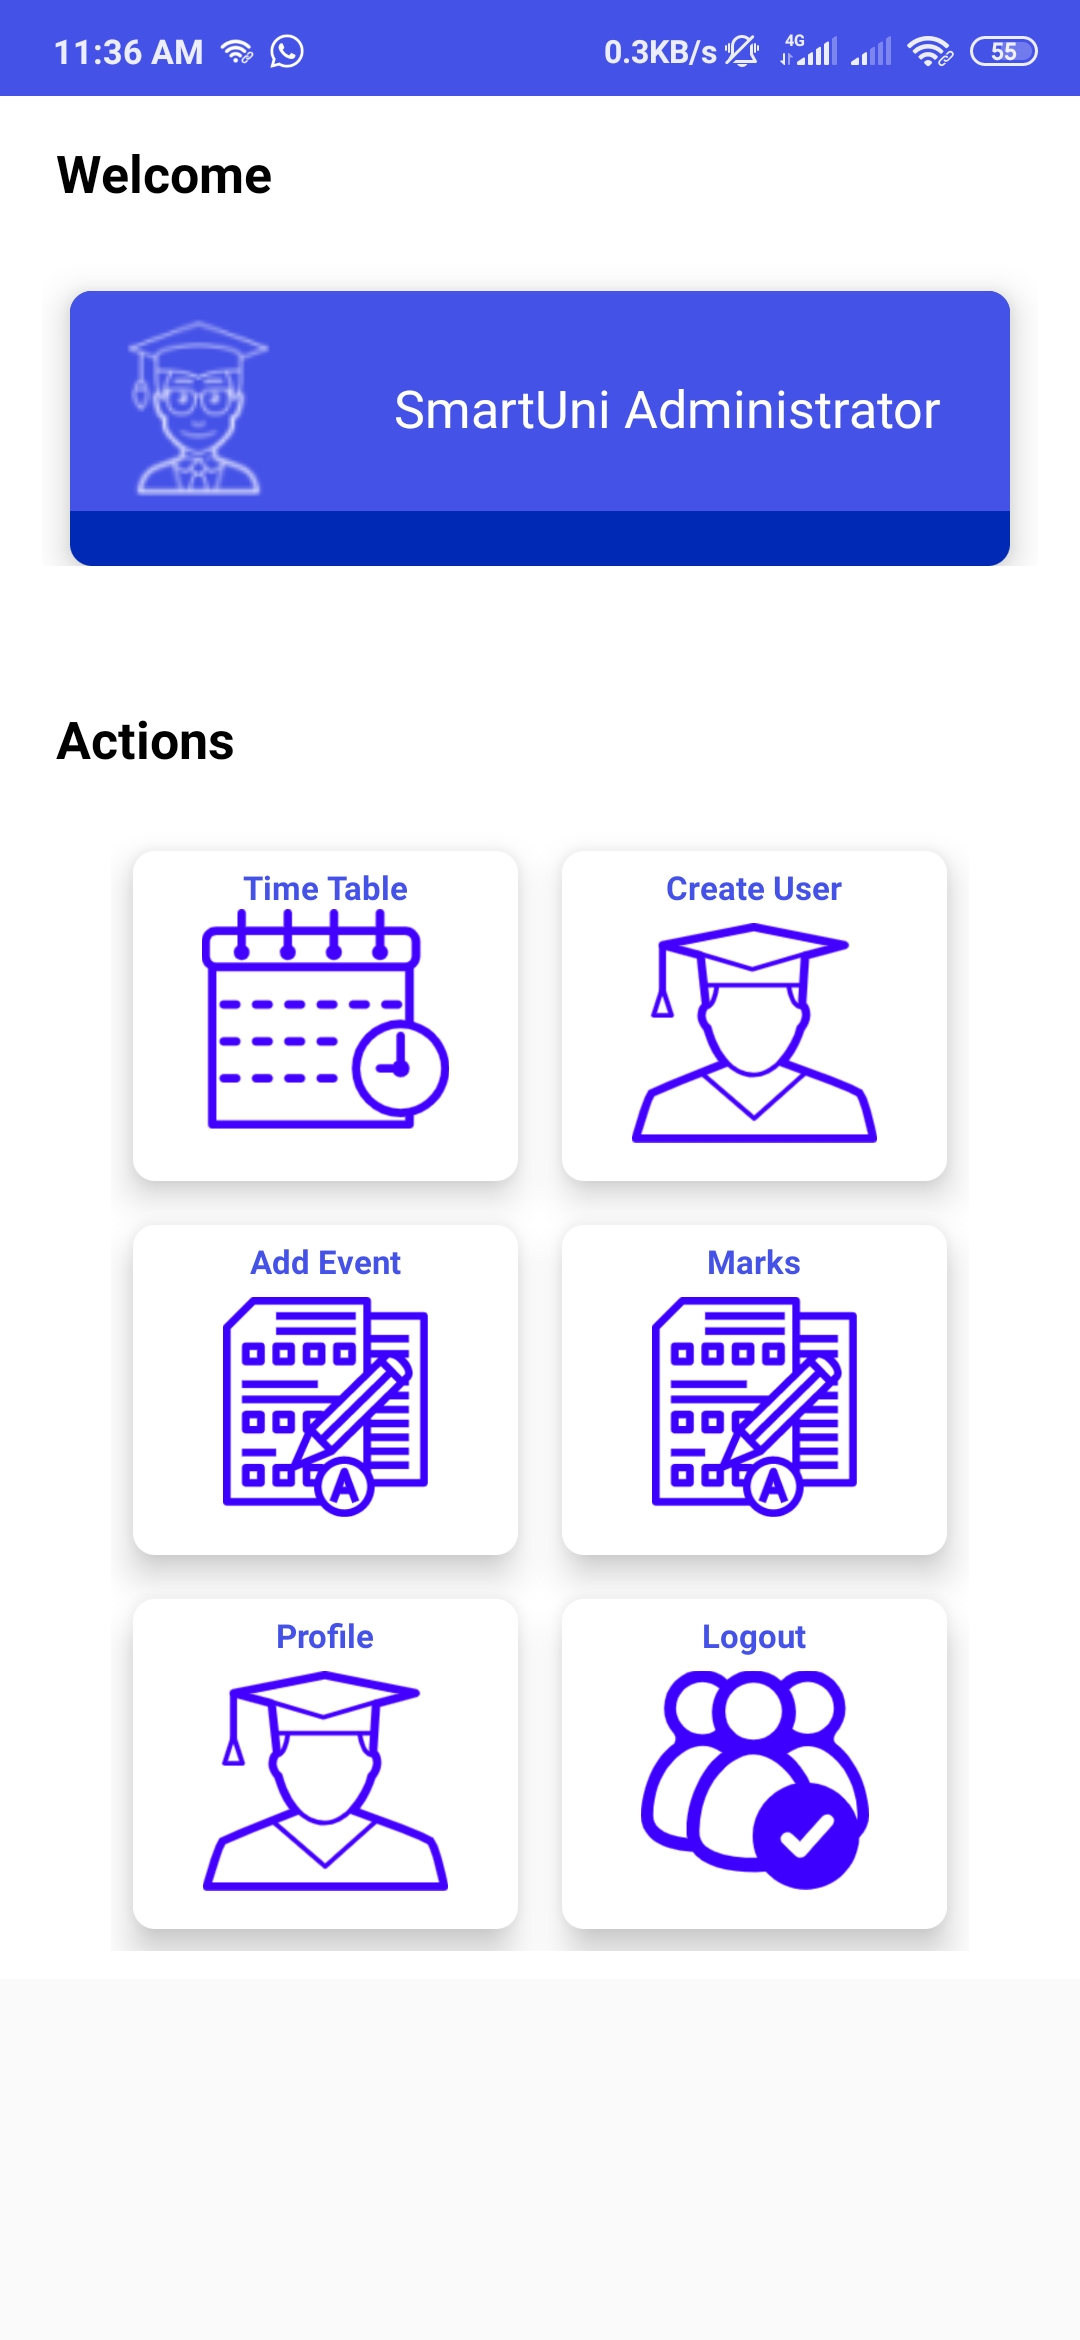 11:36 AM 0.3KB/s 4G 55
Welcome
SmartUni Administrator
Actions
Time Table
Create User
Add Event
Marks
A
A
Profile
Logout